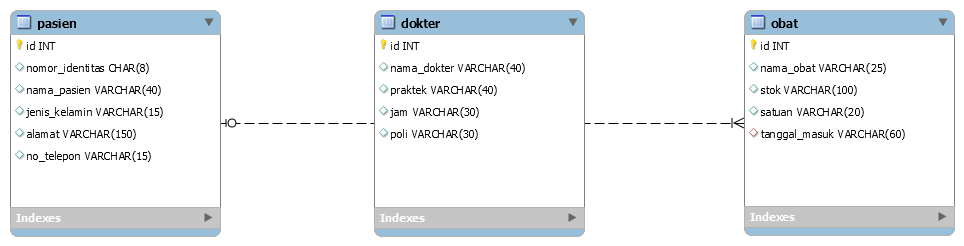 pasien
id INT
nomor_identitas CHAR(8)
nama_pasien VARCHAR(40)
jenis_kelamin VARCHAR(15)
alamat VARCHAR(150)
no_telepon VARCHAR(15)
Indexes
dokter
id INT
nama_dokter VARCHAR(40)
praktek VARCHAR(40)
jam VARCHAR(30)
poli VARCHAR(30)
Indexes
obat
id INT
nama_obat VARCHAR(25)
stok VARCHAR(100)
satuan VARCHAR(20)
tanggal_masuk VARCHAR(60)
Indexes